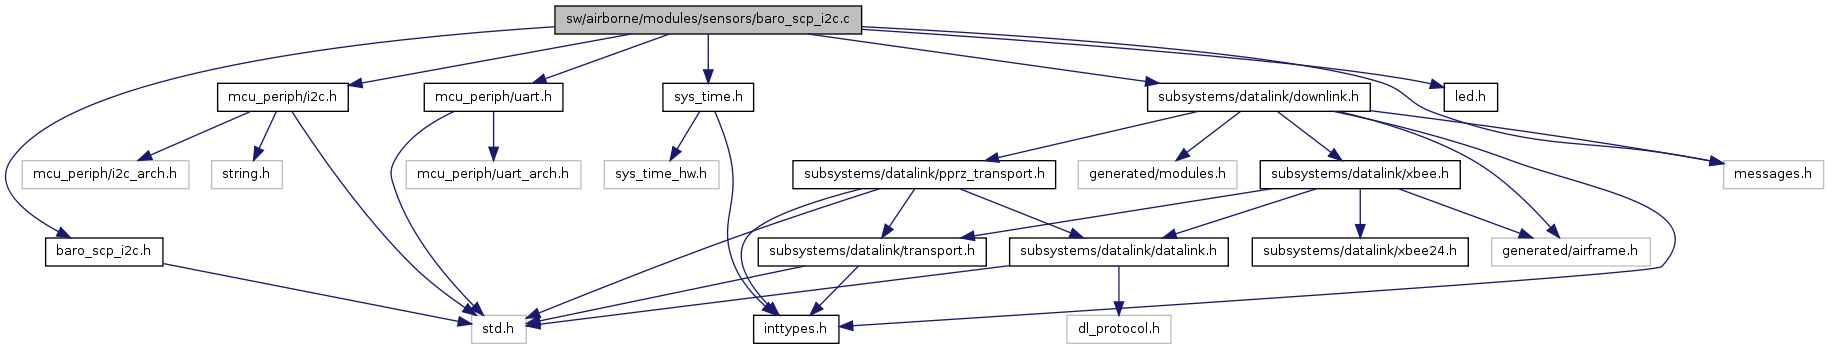 sw/airborne/modules/sensors/baro_scp_i2c.c
mcu_periph/i2c.h
mcu_periph/uart.h
sys_time.h
subsystems/datalink/downlink.h
led.h
mcu_periph/i2c_arch.h
string.h
mcu_periph/uart_arch.h
sys_time_hw.h
subsystems/datalink/pprz_transport.h
generated/modules.h
subsystems/datalink/xbee.h
messages.h
baro_scp_i2c.h
subsystems/datalink/transport.h
subsystems/datalink/datalink.h
subsystems/datalink/xbee24.h
generated/airframe.h
std.h
inttypes.h
dl_protocol.h